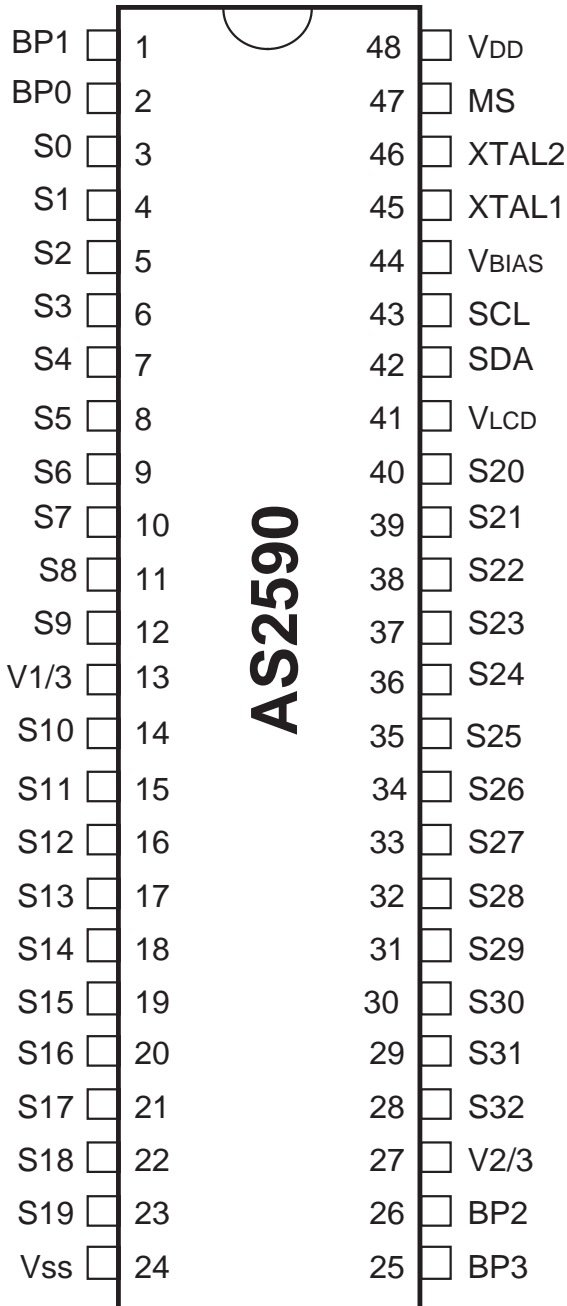 BP1 1 48 VDD
BP0 2 47 MS
S0 3 46 XTAL2
S1 4 45 XTAL1
S2 5 44 VBIAS
S3 6 43 SCL
S4 7 42 SDA
S5 8 41 VLCD
S6 9 40 S20
S7 10 39 S21
S8 11 38 S22
S9 12 37 S23
V1/3 13 36 S24
S10 14 35 S25
S11 15 34 S26
S12 16 33 S27
S13 17 32 S28
S14 18 31 S29
S15 19 30 S30
S16 20 29 S31
S17 21 28 S32
S18 22 27 V2/3
S19 23 26 BP2
Vss 24 25 BP3
AS2590